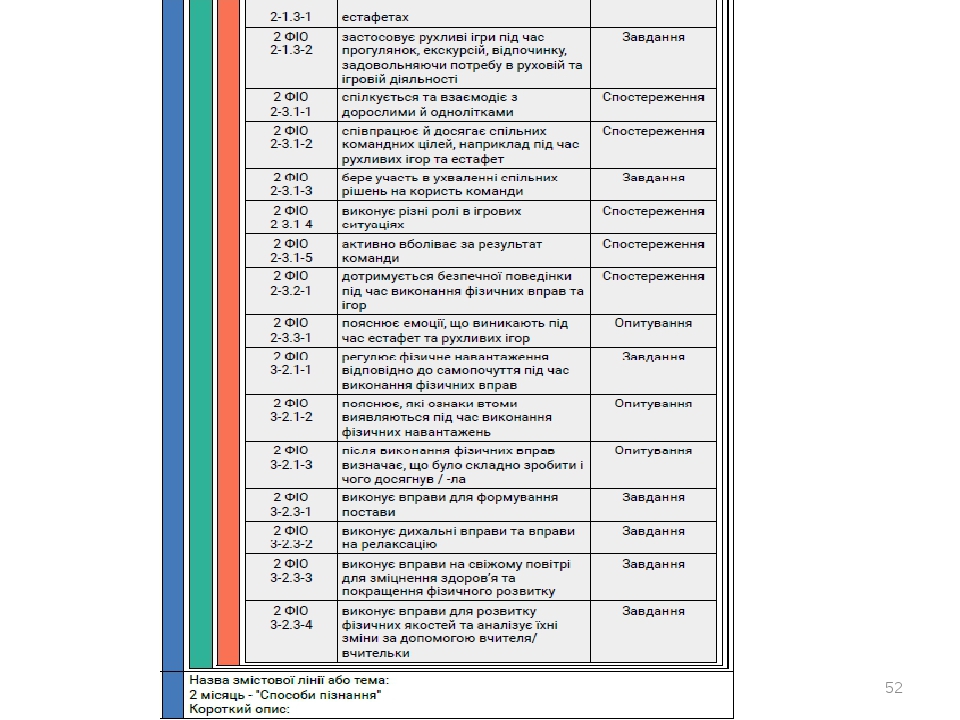 2-1.3-1 естафетах
2 ФІО застосовує рухливі ігри під час Завдання
2-1.3-2 прогулянок, екскурсій, відпочинку,
задовольняючи потребу в руховій та
ігровій діяльності
2 ФІО спілкується та взаємодіє з Спостереження
2-3.1-1 дорослими й однолітками
2 ФІО співпрацює й досягає спільних Спостереження
2-3.1-2 командних цілей, наприклад під час
рухливих ігор та естафет
2 ФІО бере участь в ухваленні спільних Завдання
2-3.1-3 рішень на користь команди
2 ФІО виконує різні ролі в ігрових Спостереження
2-3.1-4 ситуаціях
2 ФІО активно вболіває за результат Спостереження
2-3.1-5 команди
2 ФІО дотримується безпечної поведінки Спостереження
2-3.2-1 під час виконання фізичних вправ та
ігор
2 ФІО пояснює емоції, що виникають під Опитування
2-3.3-1 час естафет та рухливих ігор
2 ФІО регулює фізичне навантаження Завдання
3-2.1-1 відповідно до самопочуття під час
виконання фізичних вправ
2 ФІО пояснює, які ознаки втоми Опитування
3-2.1-2 виявляються під час виконання
фізичних навантажень
2 ФІО після виконання фізичних вправ Опитування
3-2.1-3 визначає, що було складно зробити і
чого досягнув / -ла
2 ФІО виконує вправи для формування Завдання
3-2.3-1 постави
2 ФІО виконує дихальні вправи та вправи Завдання
3-2.3-2 на релаксацію
2 ФІО виконує вправи на свіжому повітрі Завдання
3-2.3-3 для зміцнення здоров'я та
покращення фізичного розвитку
2 ФІО виконує вправи для розвитку Завдання
3-2.3-4 фізичних якостей та аналізує їхні
зміни за допомогою вчителя/
вчительки
Назва змістової лінії або тема:
2 місяць - "Способи пізнання"
Короткий опис:
52